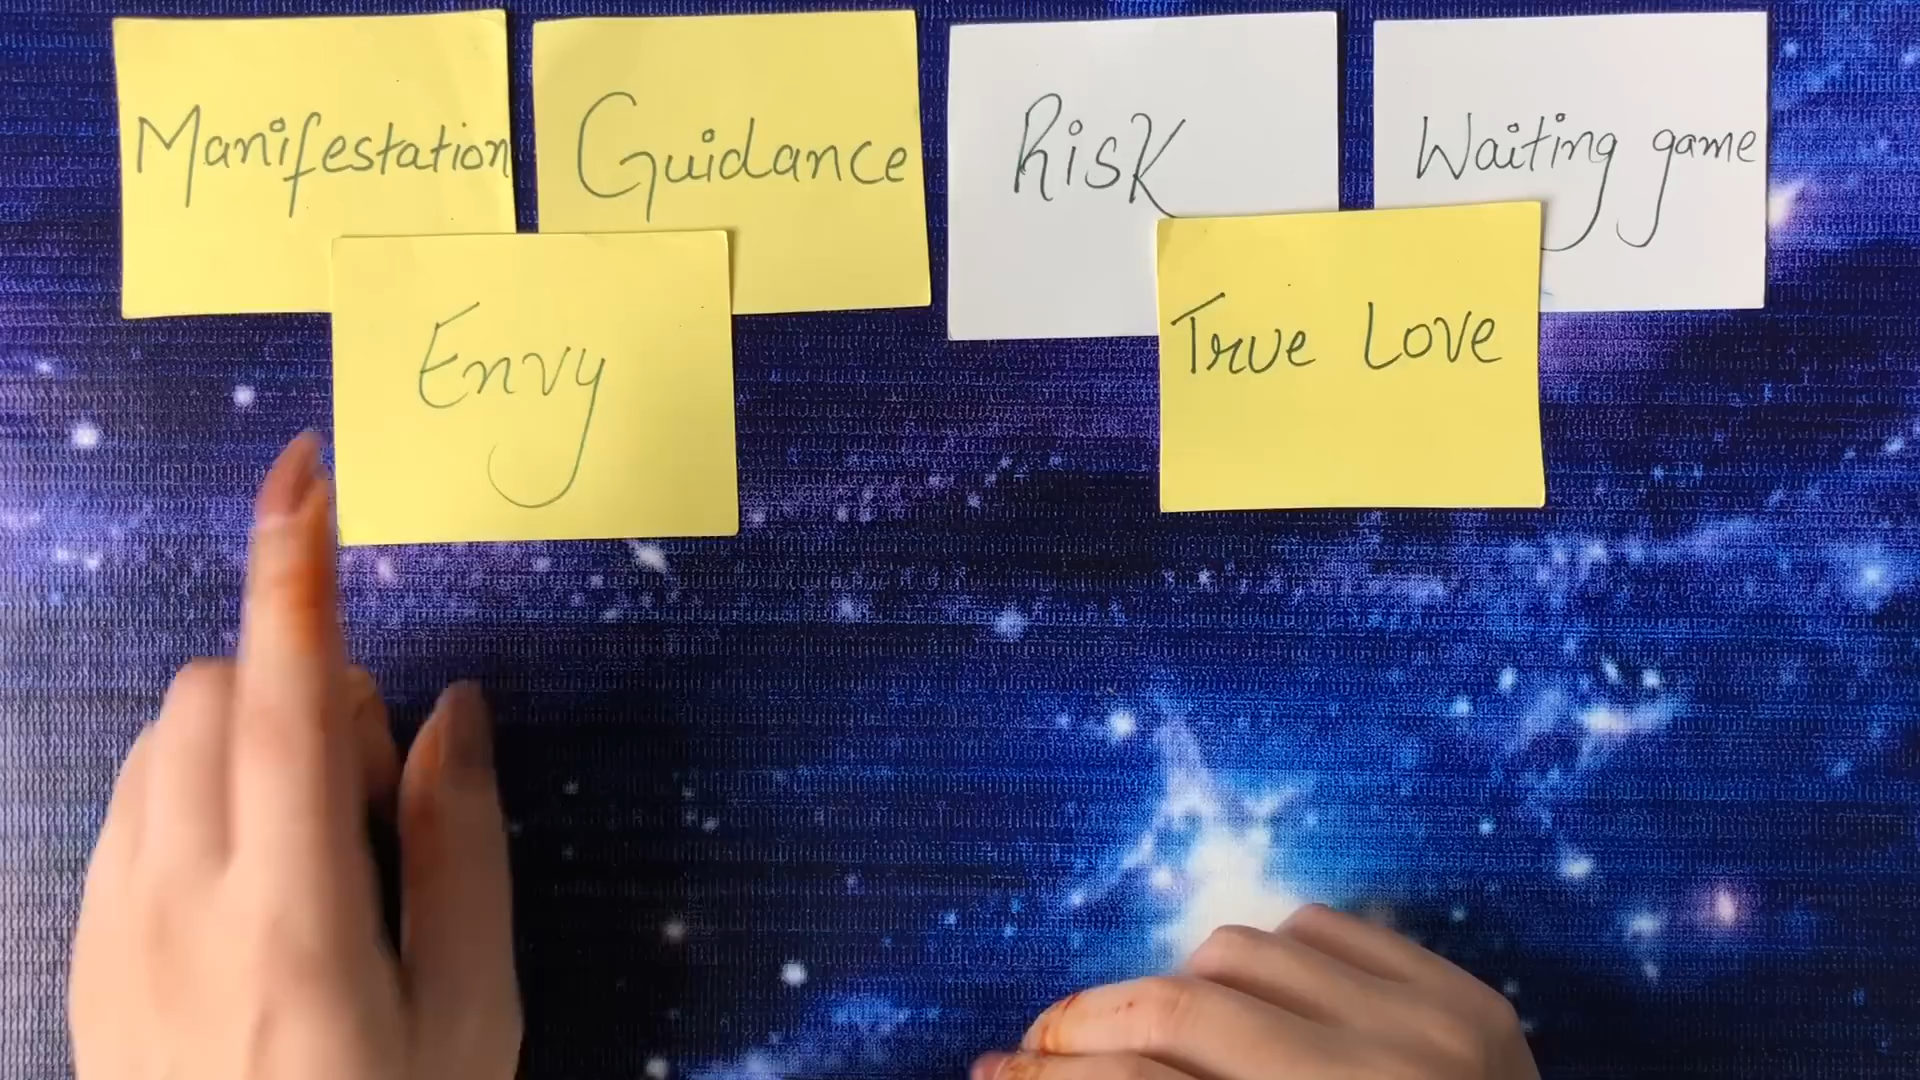 Manifestation
Guidance
Risk
Waiting game
Envy
True Love